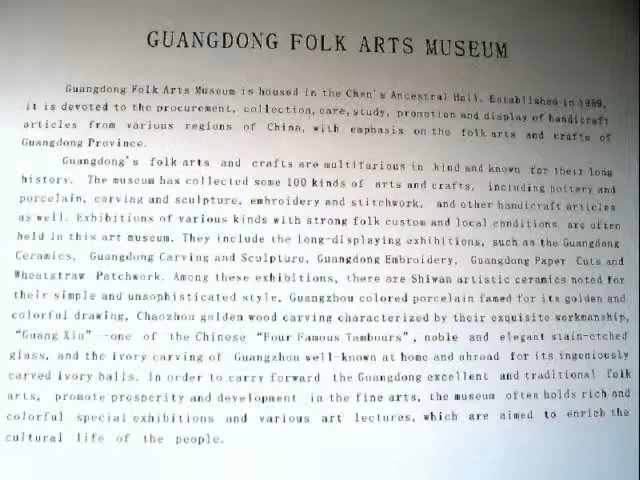 GUANGDONG FOLK ARTS MUSEUM
Guangdong Folk Arts Museum is housed in the Chen's Ancestral Hall. Established in 1959,
it is devoted to the procurement, collection, care, study, promotion and display of handicraft
articles from various regions of China, with emphasis on the folk arts and crafts of
Guangdong Province.
Guangdong's folk arts and crafts are multifarious in kind and known for their long
history. The museum has collected some 100 kinds of arts and crafts, including pottery and
porcelain, carving and sculpture, embroidery and stitchwork, and other handicraft articles
as well. Exhibitions of various kinds with strong folk custom and local conditions are often
held in this art museum. They include the long-displaying exhibitions, such as the Guangdong
Ceramics, Guangdong Carving and Sculpture, Guangdong Embroidery, Guangdong Paper Cuts and
Wheatstraw Patchwork. Among these exhibitions, there are Shiwan artistic ceramics noted for
their simple and unsophisticated style, Guangzhou colored porcelain famed for its golden and
colorful drawing, Chaozhou golden wood carving characterized by their exquisite workmanship,
"Guang Xiu"—one of the Chinese "Four Famous Tambours", noble and elegant stain-etched
glass, and the ivory carving of Guangzhou well-known at home and abroad for its ingeniously
carved ivory balls. In order to carry forward the Guangdong excellent and traditional folk
arts, promote prosperity and development in the fine arts, the museum often holds rich and
colorful special exhibitions and various art lectures, which are aimed to enrich the
cultural life of the people.